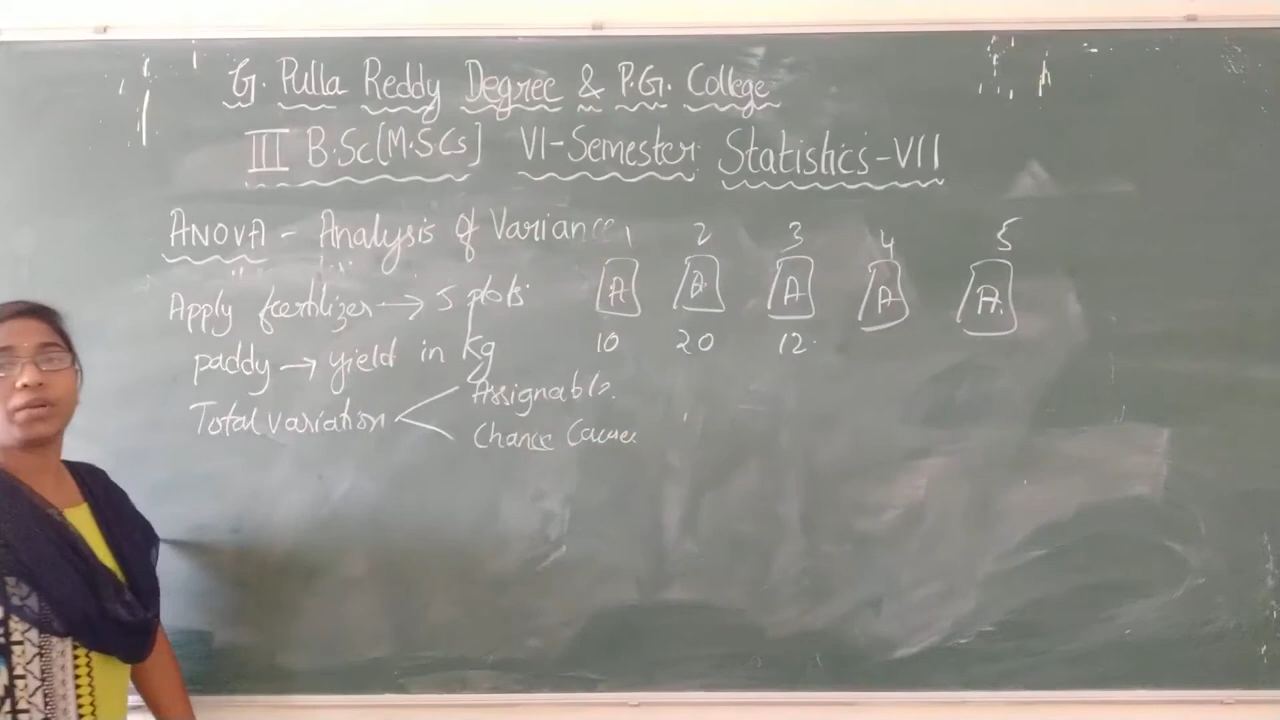 G. Pulla Reddy Degree & P.G. College
III B.Sc[M.SCs] VI-Semester Statistics-VII
ANOVA - Analysis of Variance
Apply fertilizer → 5 plots
paddy → yield in kg
Total variation
Assignable
Chance Causes
1 2 3 4 5
A A A A A
10 20 12